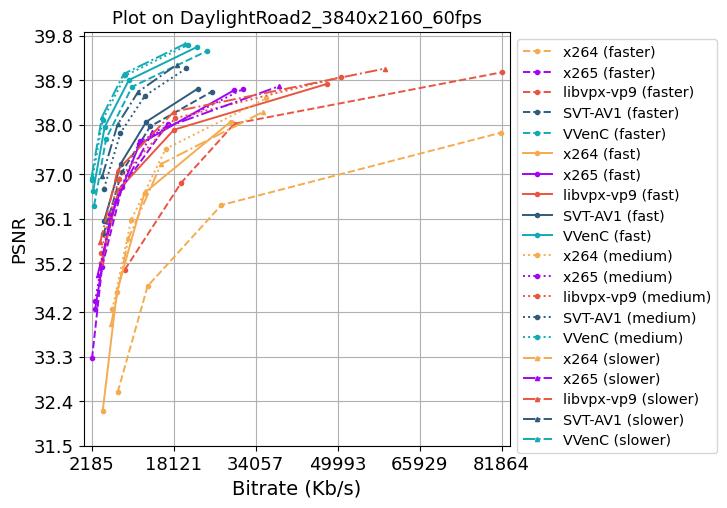 Plot on DaylightRoad2_3840x2160_60fps
PSNR
39.8
38.9
38.0
37.0
36.1
35.2
34.2
33.3
32.4
31.5
2185 18121 34057 49993 65929 81864
Bitrate (Kb/s)
x264 (faster)
x265 (faster)
libvpx-vp9 (faster)
SVT-AV1 (faster)
VVenC (faster)
x264 (fast)
x265 (fast)
libvpx-vp9 (fast)
SVT-AV1 (fast)
VVenC (fast)
x264 (medium)
x265 (medium)
libvpx-vp9 (medium)
SVT-AV1 (medium)
VVenC (medium)
x264 (slower)
x265 (slower)
libvpx-vp9 (slower)
SVT-AV1 (slower)
VVenC (slower)